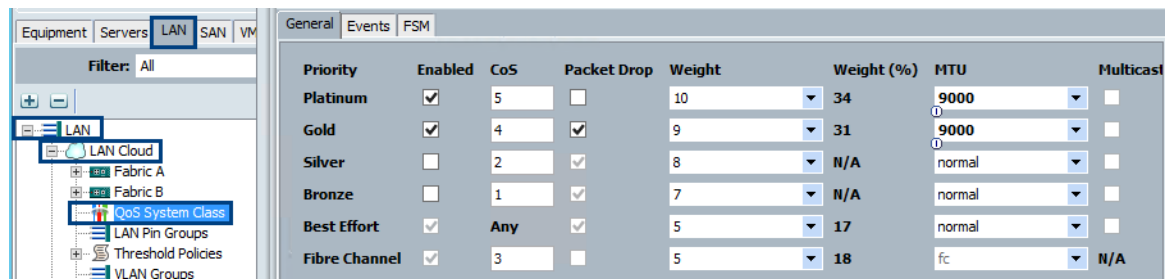 Equipment Servers LAN SAN VM
Filter: All
LAN
LAN Cloud
Fabric A
Fabric B
QoS System Class
LAN Pin Groups
Threshold Policies
VLAN Groups
General Events FSM
Priority Enabled CoS Packet Drop Weight Weight (%) MTU Multicast
Platinum 5 10 34 9000
Gold 4 9 31 9000
Silver 2 8 N/A normal
Bronze 1 7 N/A normal
Best Effort Any 5 17 normal
Fibre Channel 3 5 18 fc N/A